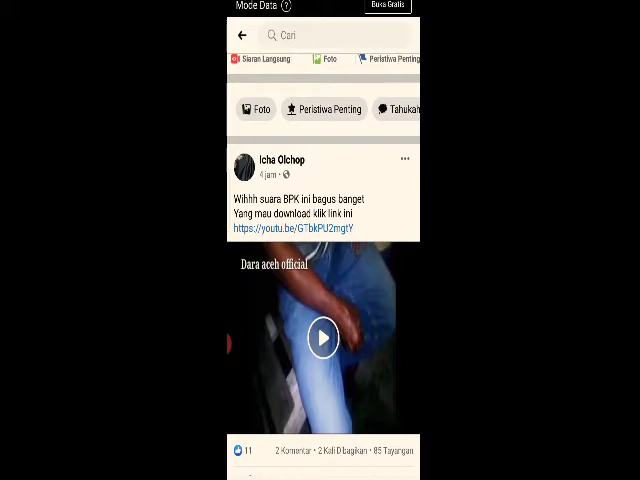 Mode Data ?
Buka Gratis
Cari
Siaran Langsung
Foto
Peristiwa Penting
Foto
Peristiwa Penting
Tahukah
Icha Olchop
4 jam ·
Wihhh suara BPK ini bagus banget
Yang mau download klik link ini
https://youtu.be/GTbkPU2mgtY
Dara aceh official
11
2 Komentar • 2 Kali Dibagikan • 85 Tayangan